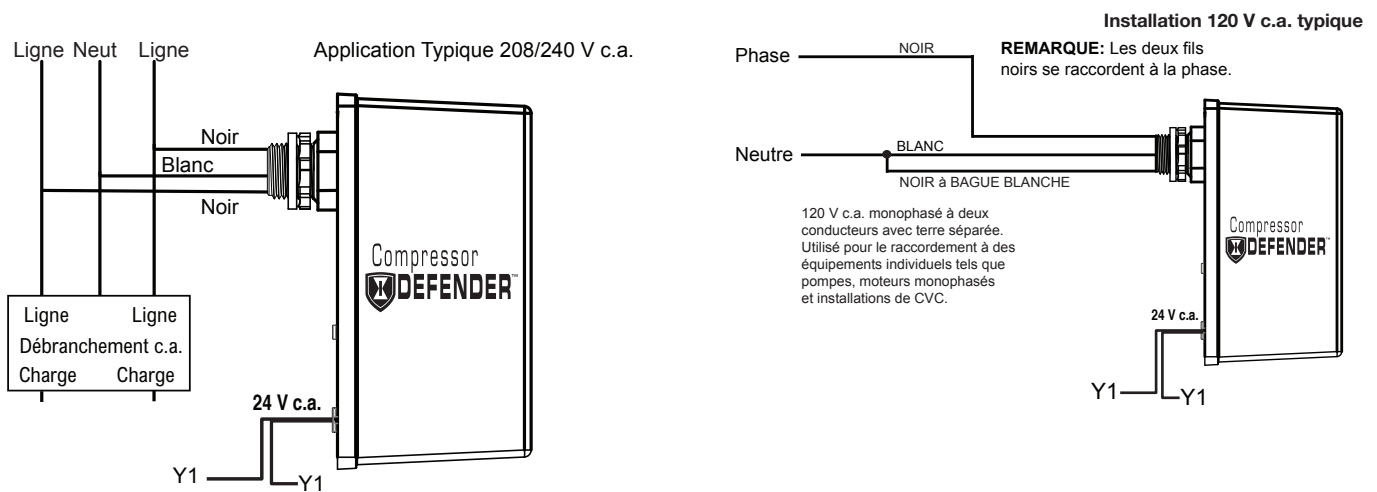 Ligne Neut Ligne
Application Typique 208/240 V c.a.
Noir
Blanc
Noir
Compressor
DEFENDER™
Ligne Ligne
Débranchement c.a.
Charge Charge
24 V c.a.
Y1
Y1
Installation 120 V c.a. typique
Phase
NOIR
REMARQUE: Les deux fils
noirs se raccordent à la phase.
Neutre
BLANC
NOIR à BAGUE BLANCHE
120 V c.a. monophasé à deux
conducteurs avec terre séparée.
Utilisé pour le raccordement à des
équipements individuels tels que
pompes, moteurs monophasés
et installations de CVC.
Compressor
DEFENDER™
24 V c.a.
Y1
Y1